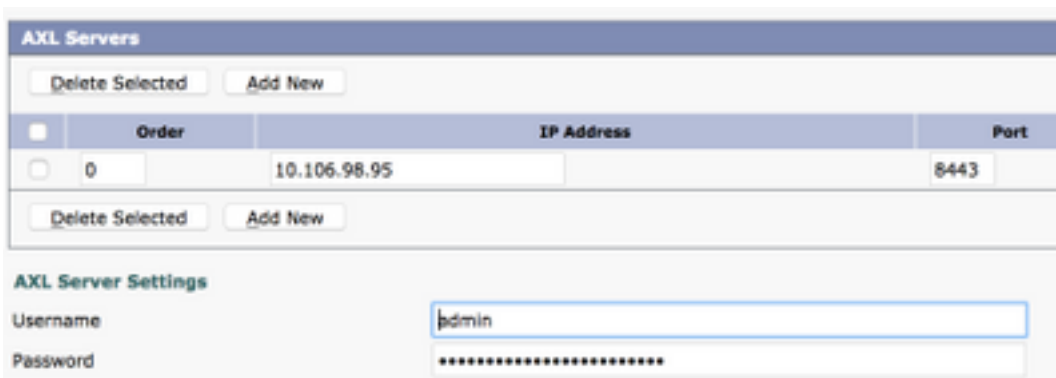 AXL Servers
Delete Selected Add New
Order IP Address Port
0 10.106.98.95 8443
Delete Selected Add New
AXL Server Settings
Username admin
Password ••••••••••••••••••••••••